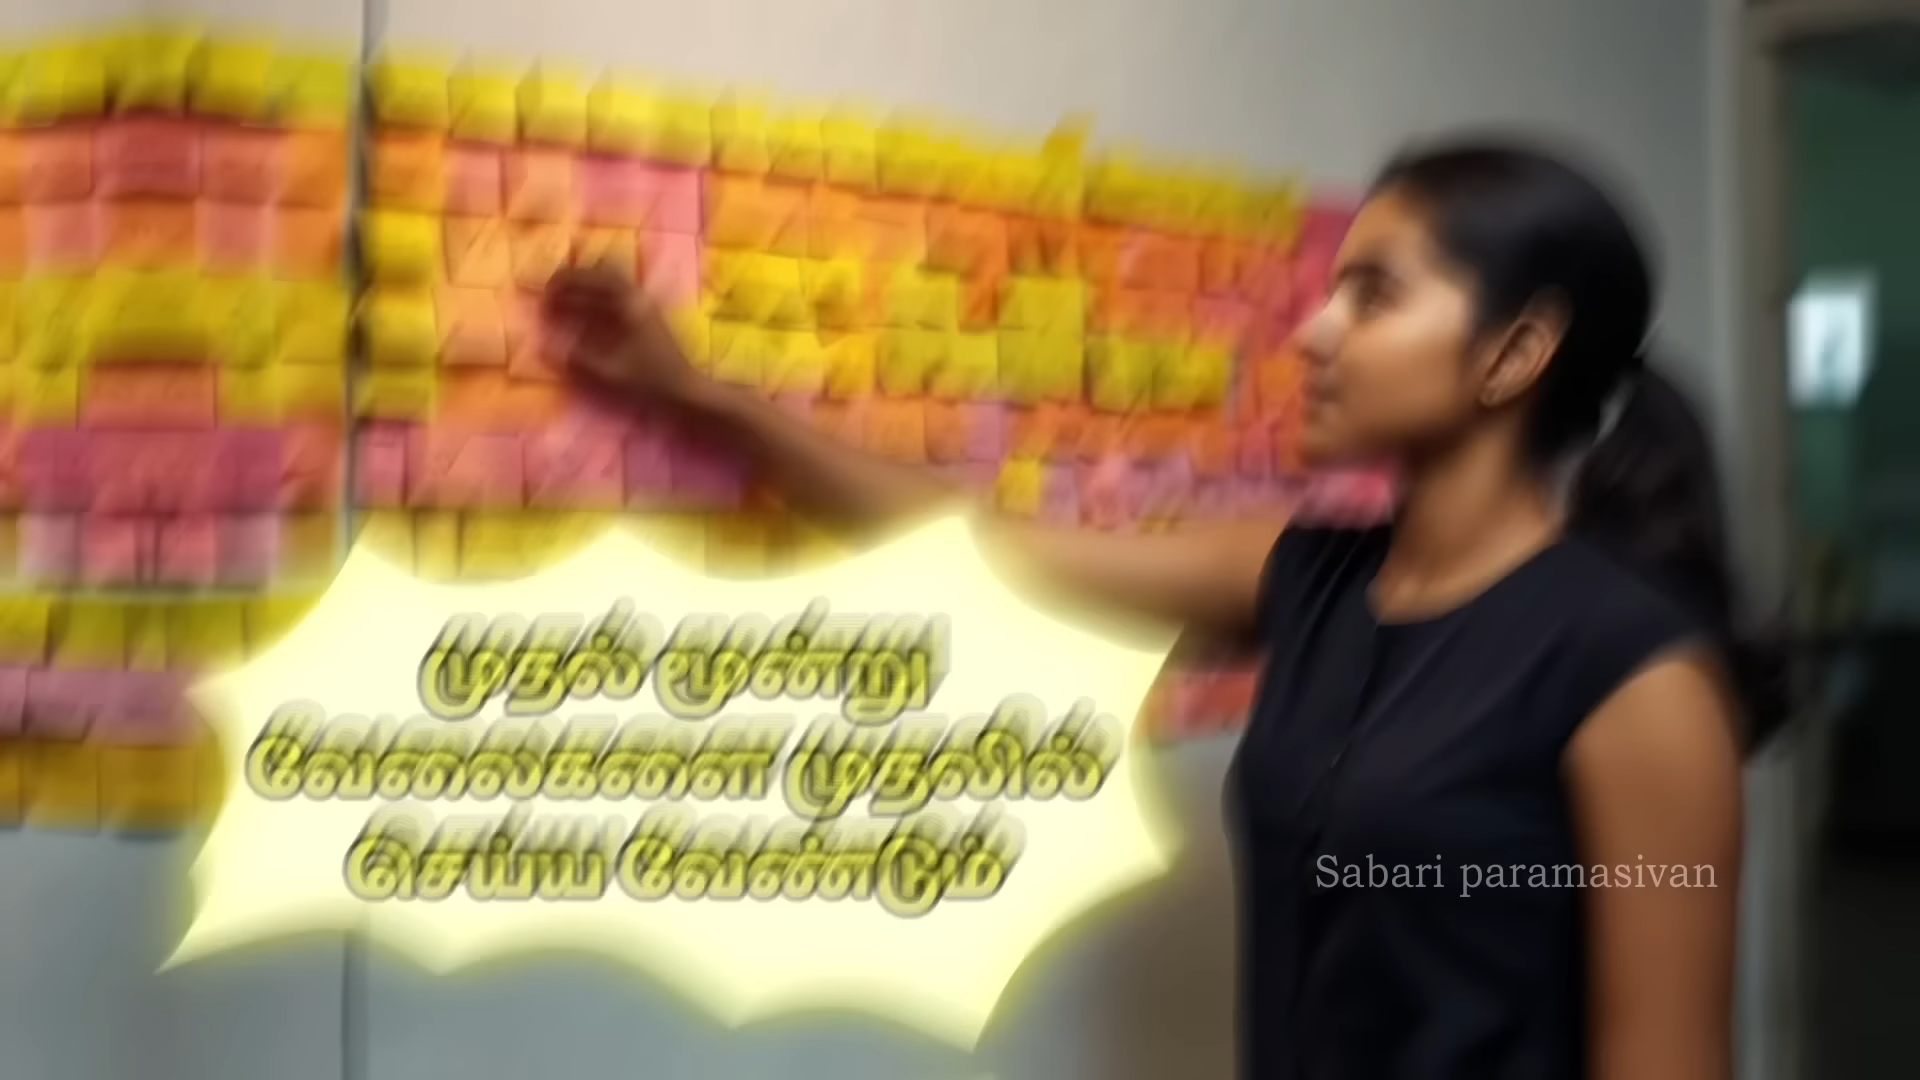 முதல் மூன்று
வேலைகளை முதலில்
செய்ய வேண்டும்
Sabari paramasivan